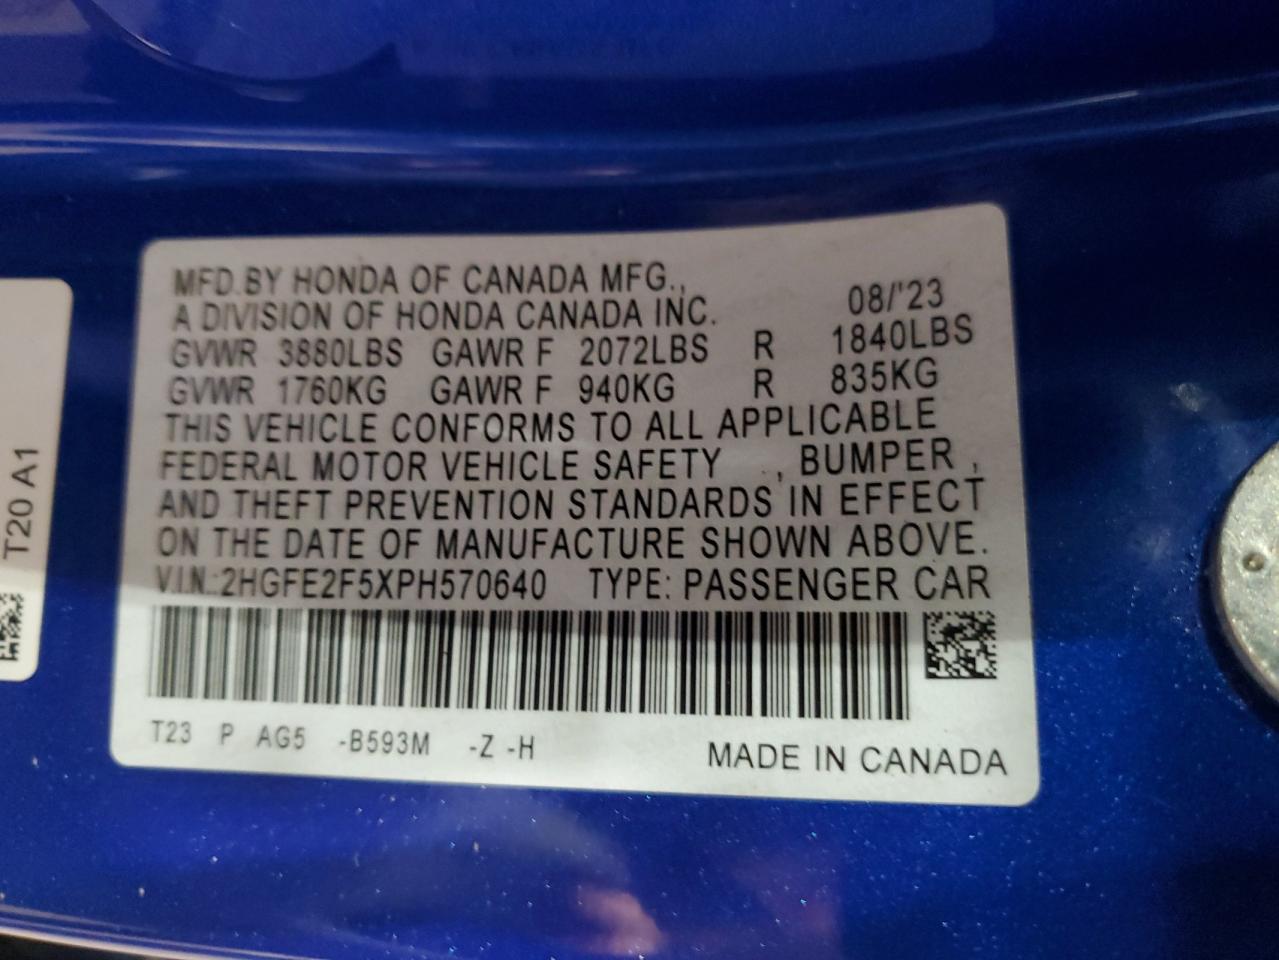 MFD.BY HONDA OF CANADA MFG.,
A DIVISION OF HONDA CANADA INC. 08/'23
GVWR 3880LBS GAWR F 2072LBS R 1840LBS
GVWR 1760KG GAWR F 940KG R 835KG
THIS VEHICLE CONFORMS TO ALL APPLICABLE
FEDERAL MOTOR VEHICLE SAFETY , BUMPER ,
AND THEFT PREVENTION STANDARDS IN EFFECT
ON THE DATE OF MANUFACTURE SHOWN ABOVE.
V.I.N.:2HGFE2F5XPH570640 TYPE: PASSENGER CAR
T23 P AG5 -B593M -Z -H MADE IN CANADA
T20 A1